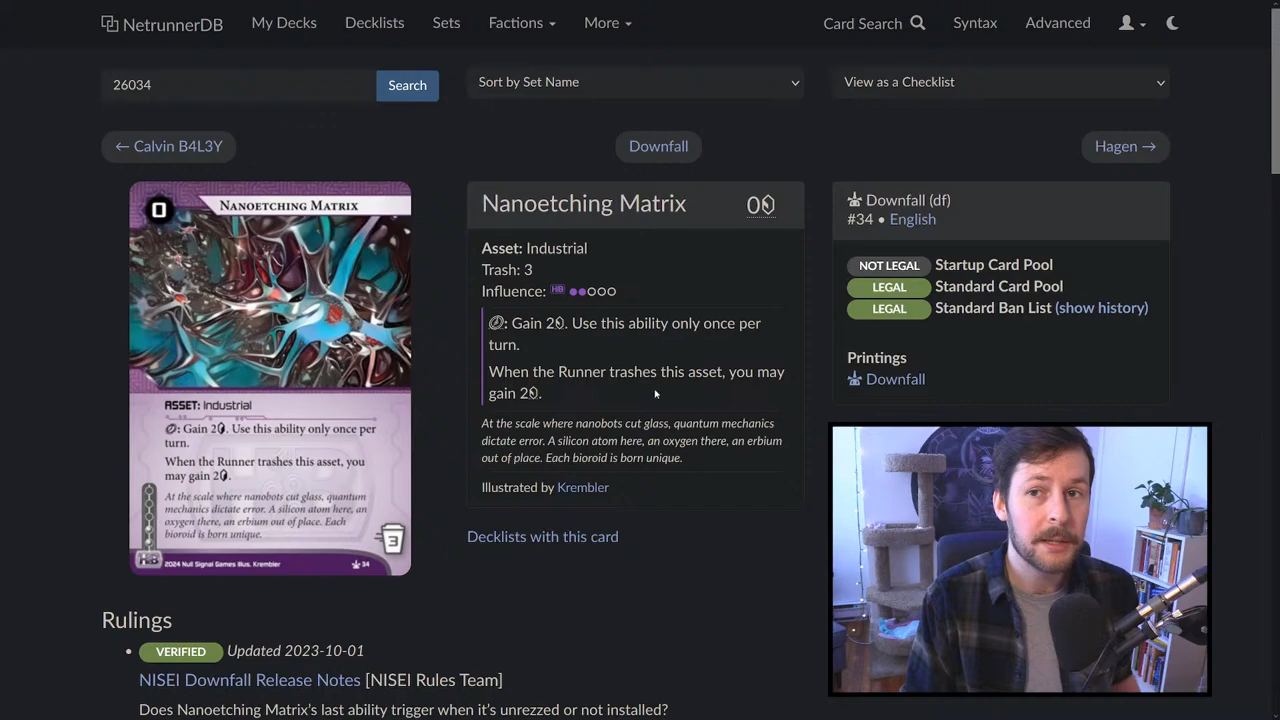 NetrunnerDB My Decks Decklists Sets Factions More Card Search Syntax Advanced
26034 Search Sort by Set Name View as a Checklist
← Calvin B4L3Y Downfall Hagen →
0 NANOETCHING MATRIX
ASSET: Industrial
: Gain 2. Use this ability only once per
turn.
When the Runner trashes this asset, you may
gain 2.
At the scale where nanobots cut glass, quantum
mechanics dictate error. A silicon atom here, an
oxygen there, an erbium out of place. Each
bioroid is born unique.
3
HB 2024 Null Signal Games Illus. Krembler 34
Nanoetching Matrix 0
Asset: Industrial
Trash: 3
Influence: HB
: Gain 2. Use this ability only once per
turn.
When the Runner trashes this asset, you may
gain 2.
At the scale where nanobots cut glass, quantum mechanics
dictate error. A silicon atom here, an oxygen there, an erbium
out of place. Each bioroid is born unique.
Illustrated by Krembler
Decklists with this card
Downfall (df)
#34 • English
NOT LEGAL Startup Card Pool
LEGAL Standard Card Pool
LEGAL Standard Ban List (show history)
Printings
Downfall
Rulings
VERIFIED Updated 2023-10-01
NISEI Downfall Release Notes [NISEI Rules Team]
Does Nanoetching Matrix's last ability trigger when it's unrezzed or not installed?